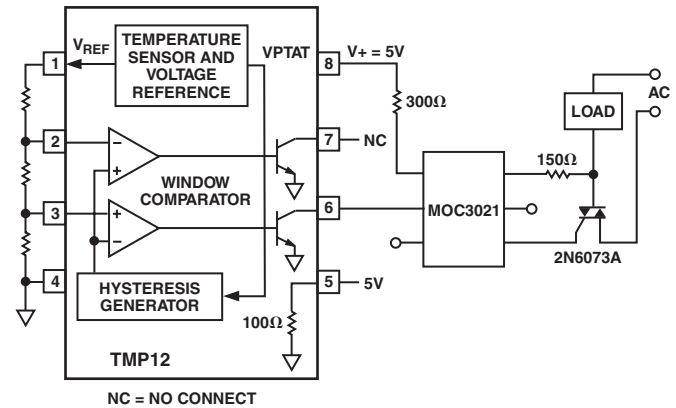 VREF
TEMPERATURE
SENSOR AND
VOLTAGE
REFERENCE
VPTAT
1
8
V+ = 5V
300Ω
AC
LOAD
2
7
NC
150Ω
WINDOW
COMPARATOR
3
6
MOC3021
2N6073A
4
HYSTERESIS
GENERATOR
5
5V
100Ω
TMP12
NC = NO CONNECT
−
+
+
−